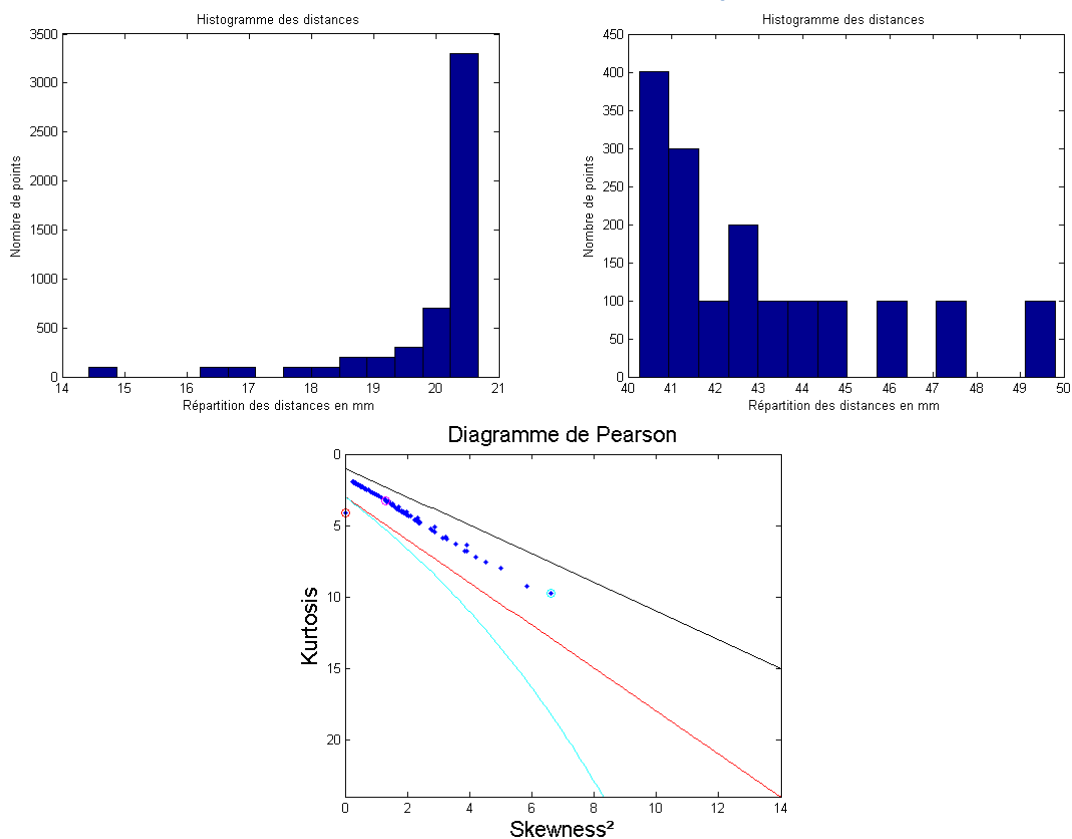 Histogramme des distances
3500
3000
2500
2000
1500
1000
500
0
Nombre de points
14 15 16 17 18 19 20 21
Répartition des distances en mm
Histogramme des distances
450
400
350
300
250
200
150
100
50
0
Nombre de points
40 41 42 43 44 45 46 47 48 49 50
Répartition des distances en mm
Diagramme de Pearson
0
5
10
15
20
Kurtosis
0 2 4 6 8 10 12 14
Skewness²